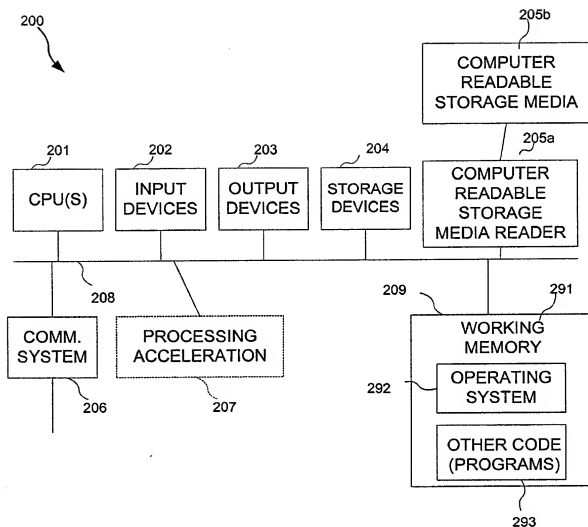 200
205b
COMPUTER
READABLE
STORAGE MEDIA
205a
201
202
203
204
CPU(S)
INPUT
DEVICES
OUTPUT
DEVICES
STORAGE
DEVICES
COMPUTER
READABLE
STORAGE
MEDIA READER
208
209
291
COMM.
SYSTEM
PROCESSING
ACCELERATION
WORKING
MEMORY
206
207
292
OPERATING
SYSTEM
OTHER CODE
(PROGRAMS)
293